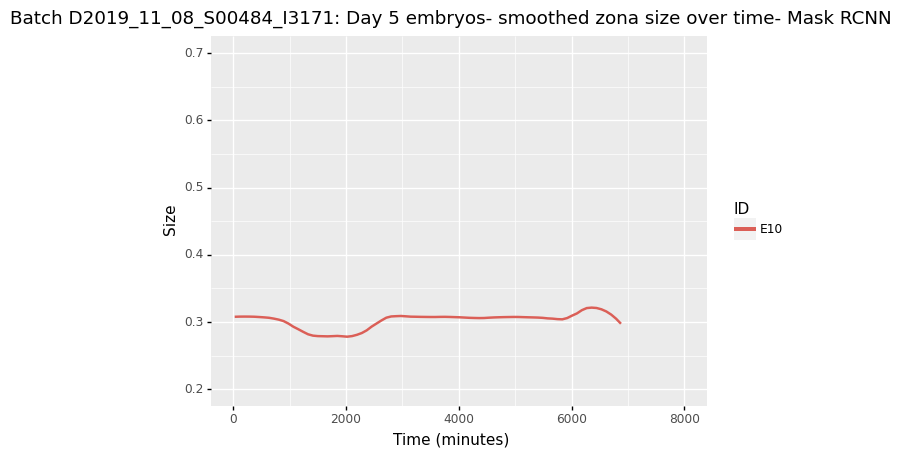 Batch D2019_11_08_S00484_I3171: Day 5 embryos- smoothed zona size over time- Mask RCNN
0.7
0.6
0.5
0.4
0.3
0.2
Size
0 2000 4000 6000 8000
Time (minutes)
ID
E10